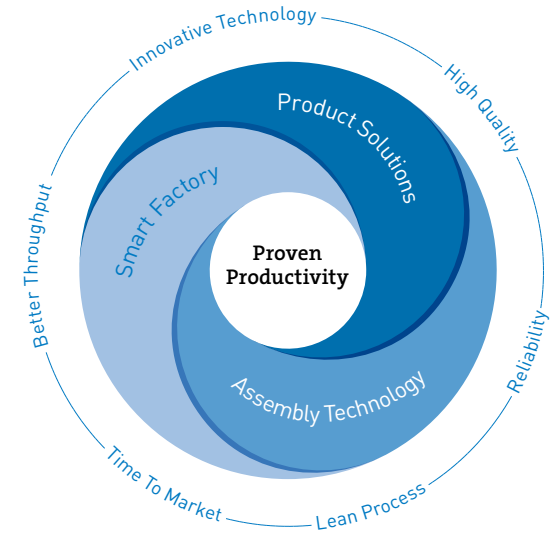 Innovative Technology
High Quality
Reliability
Lean Process
Time To Market
Better Throughput
Product Solutions
Smart Factory
Assembly Technology
Proven
Productivity